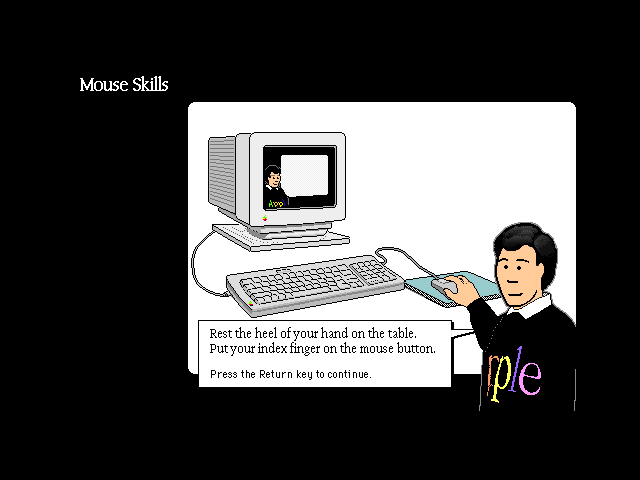 Mouse Skills
Rest the heel of your hand on the table.
Put your index finger on the mouse button.
Press the Return key to continue.
ple